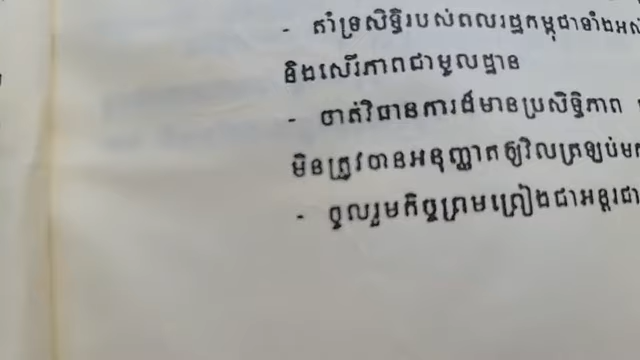 - គាំទ្រសិទ្ធិរបស់ពលរដ្ឋកម្ពុជាទាំងអស់
និងសេរីភាពជាមូលដ្ឋាន
- ចាត់វិធានការដ៏មានប្រសិទ្ធិភាព
មិនត្រូវបានអនុញ្ញាតឲ្យវិលត្រឡប់មក
- ចូលរួមកិច្ចព្រមព្រៀងជាអន្តរជា